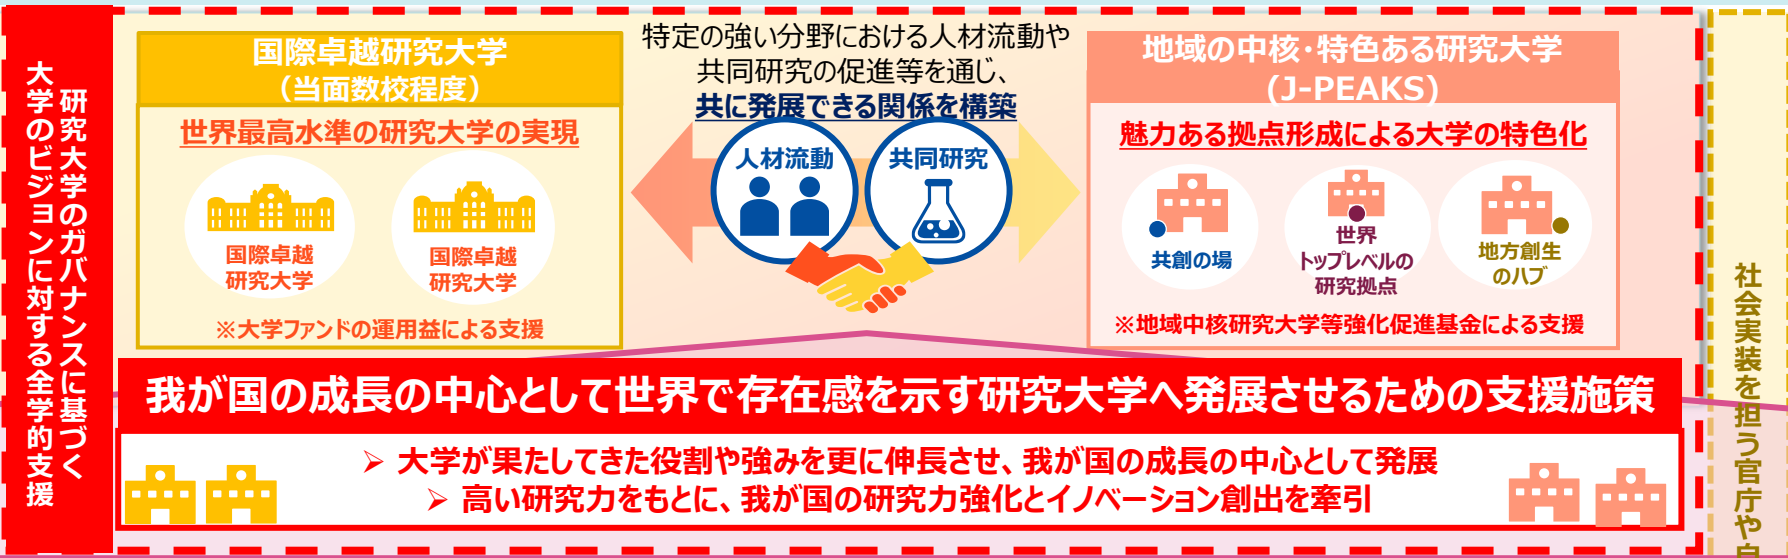 研究大学のガバナンスに基づく
大学のビジョンに対する全学的支援
国際卓越研究大学
（当面数校程度）
世界最高水準の研究大学の実現
国際卓越
研究大学
国際卓越
研究大学
※大学ファンドの運用益による支援
特定の強い分野における人材流動や
共同研究の促進等を通じ、
共に発展できる関係を構築
人材流動
共同研究
地域の中核・特色ある研究大学
(J-PEAKS)
魅力ある拠点形成による大学の特色化
共創の場
世界
トップレベルの
研究拠点
地方創生
のハブ
※地域中核研究大学等強化促進基金による支援
我が国の成長の中心として世界で存在感を示す研究大学へ発展させるための支援施策
➢ 大学が果たしてきた役割や強みを更に伸長させ、我が国の成長の中心として発展
➢ 高い研究力をもとに、我が国の研究力強化とイノベーション創出を牽引
社会実装を担う官庁や